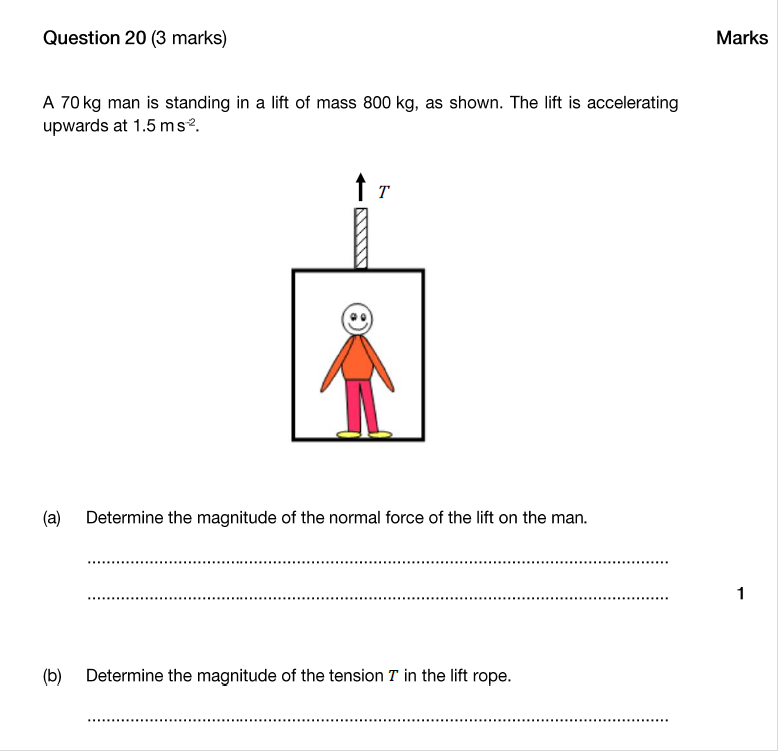 Question 20 (3 marks)
Marks
A 70 kg man is standing in a lift of mass 800 kg, as shown. The lift is accelerating
upwards at 1.5 m s⁻².
T
(a) Determine the magnitude of the normal force of the lift on the man.
................................................................................
................................................................................
1
(b) Determine the magnitude of the tension T in the lift rope.
................................................................................